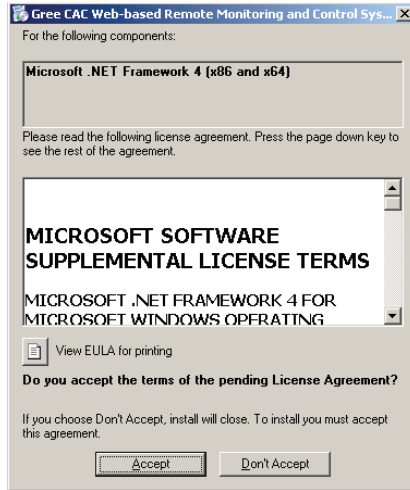 Gree CAC Web-based Remote Monitoring and Control Sys...
For the following components:
Microsoft .NET Framework 4 (x86 and x64)
Please read the following license agreement. Press the page down key to
see the rest of the agreement.
MICROSOFT SOFTWARE
SUPPLEMENTAL LICENSE TERMS
MICROSOFT .NET FRAMEWORK 4 FOR
MICROSOFT WINDOWS OPERATING
View EULA for printing
Do you accept the terms of the pending License Agreement?
If you choose Don't Accept, install will close. To install you must accept
this agreement.
Accept
Don't Accept